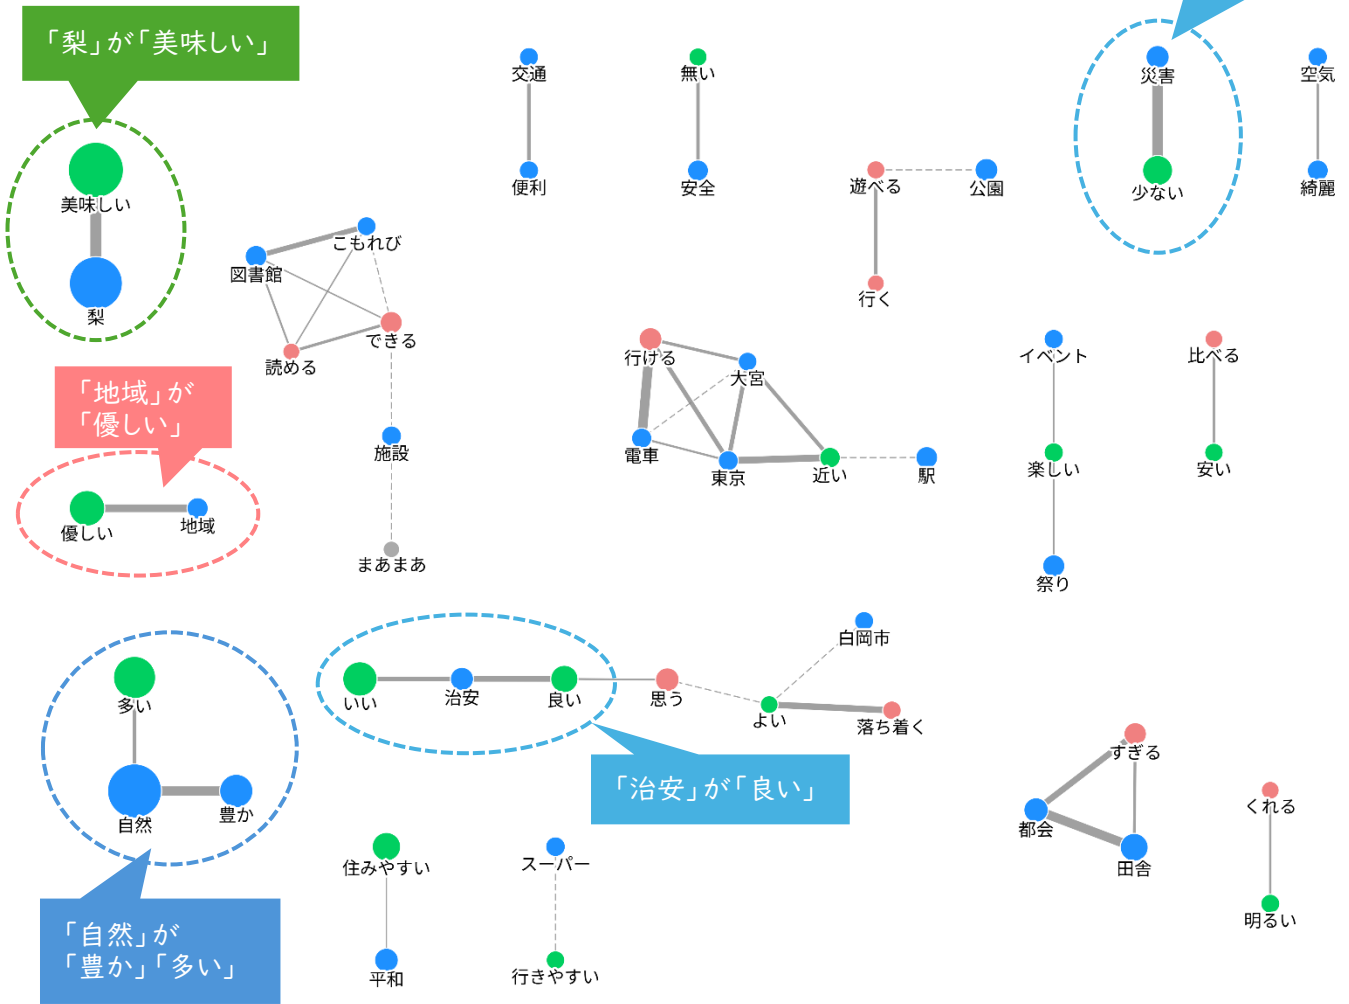 「梨」が「美味しい」
交通
無い
災害
空気
便利
安全
遊べる
公園
少ない
綺麗
美味しい
梨
こもれび
図書館
できる
読める
行く
「地域」が
「優しい」
行ける
大宮
イベント
比べる
施設
電車
東京
近い
駅
楽しい
安い
優しい
地域
まあまあ
祭り
白岡市
多い
いい
治安
良い
思う
よい
落ち着く
「治安」が「良い」
自然
豊か
すぎる
都会
田舎
くれる
明るい
住みやすい
スーパー
平和
行きやすい
「自然」が
「豊か」「多い」